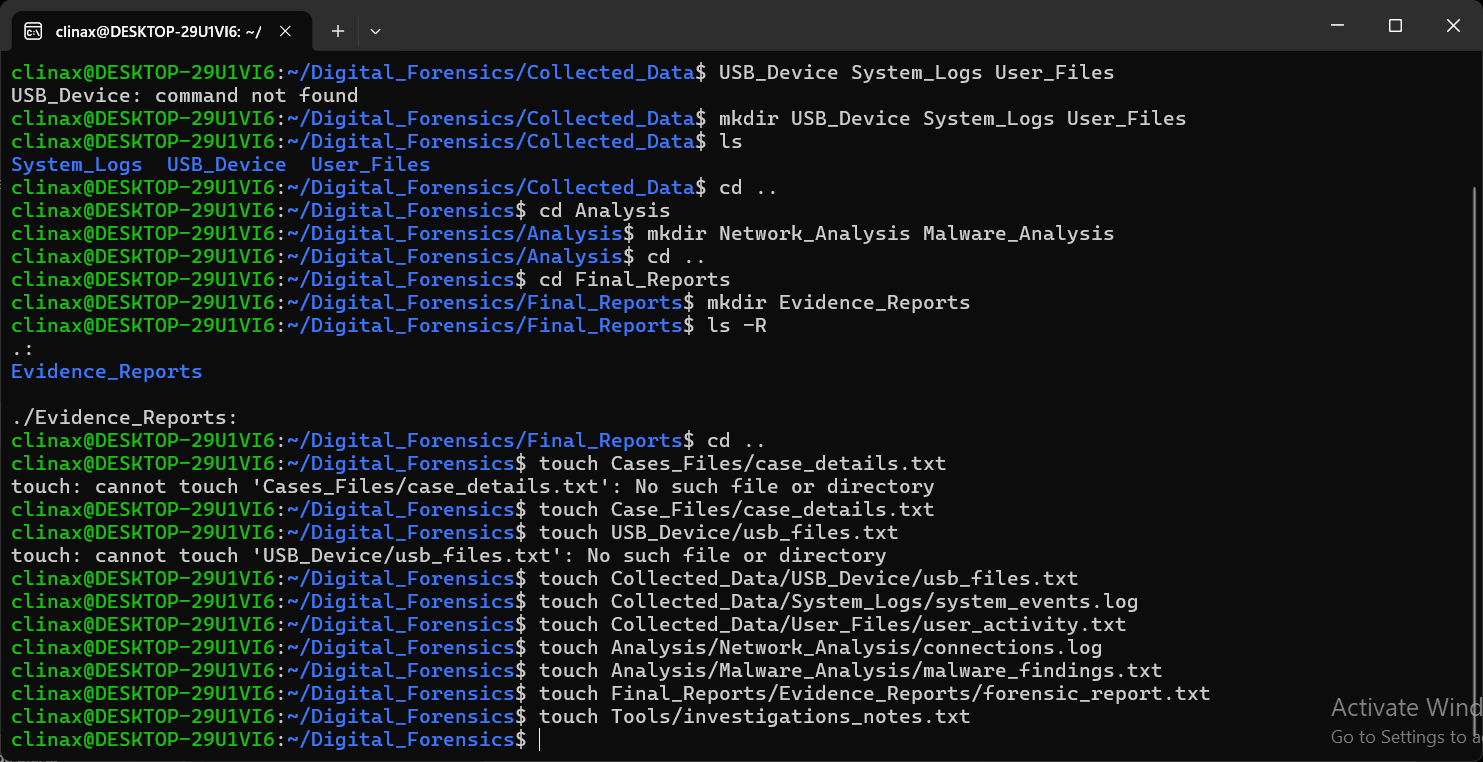 clinax@DESKTOP-29U1VI6: ~/
clinax@DESKTOP-29U1VI6:~/Digital_Forensics/Collected_Data$ USB_Device System_Logs User_Files
USB_Device: command not found
clinax@DESKTOP-29U1VI6:~/Digital_Forensics/Collected_Data$ mkdir USB_Device System_Logs User_Files
clinax@DESKTOP-29U1VI6:~/Digital_Forensics/Collected_Data$ ls
System_Logs  USB_Device  User_Files
clinax@DESKTOP-29U1VI6:~/Digital_Forensics/Collected_Data$ cd ..
clinax@DESKTOP-29U1VI6:~/Digital_Forensics$ cd Analysis
clinax@DESKTOP-29U1VI6:~/Digital_Forensics/Analysis$ mkdir Network_Analysis Malware_Analysis
clinax@DESKTOP-29U1VI6:~/Digital_Forensics/Analysis$ cd ..
clinax@DESKTOP-29U1VI6:~/Digital_Forensics$ cd Final_Reports
clinax@DESKTOP-29U1VI6:~/Digital_Forensics/Final_Reports$ mkdir Evidence_Reports
clinax@DESKTOP-29U1VI6:~/Digital_Forensics/Final_Reports$ ls -R
.:
Evidence_Reports

./Evidence_Reports:
clinax@DESKTOP-29U1VI6:~/Digital_Forensics/Final_Reports$ cd ..
clinax@DESKTOP-29U1VI6:~/Digital_Forensics$ touch Cases_Files/case_details.txt
touch: cannot touch 'Cases_Files/case_details.txt': No such file or directory
clinax@DESKTOP-29U1VI6:~/Digital_Forensics$ touch Case_Files/case_details.txt
clinax@DESKTOP-29U1VI6:~/Digital_Forensics$ touch USB_Device/usb_files.txt
touch: cannot touch 'USB_Device/usb_files.txt': No such file or directory
clinax@DESKTOP-29U1VI6:~/Digital_Forensics$ touch Collected_Data/USB_Device/usb_files.txt
clinax@DESKTOP-29U1VI6:~/Digital_Forensics$ touch Collected_Data/System_Logs/system_events.log
clinax@DESKTOP-29U1VI6:~/Digital_Forensics$ touch Collected_Data/User_Files/user_activity.txt
clinax@DESKTOP-29U1VI6:~/Digital_Forensics$ touch Analysis/Network_Analysis/connections.log
clinax@DESKTOP-29U1VI6:~/Digital_Forensics$ touch Analysis/Malware_Analysis/malware_findings.txt
clinax@DESKTOP-29U1VI6:~/Digital_Forensics$ touch Final_Reports/Evidence_Reports/forensic_report.txt
clinax@DESKTOP-29U1VI6:~/Digital_Forensics$ touch Tools/investigations_notes.txt
clinax@DESKTOP-29U1VI6:~/Digital_Forensics$
Activate Wind
Go to Settings to a